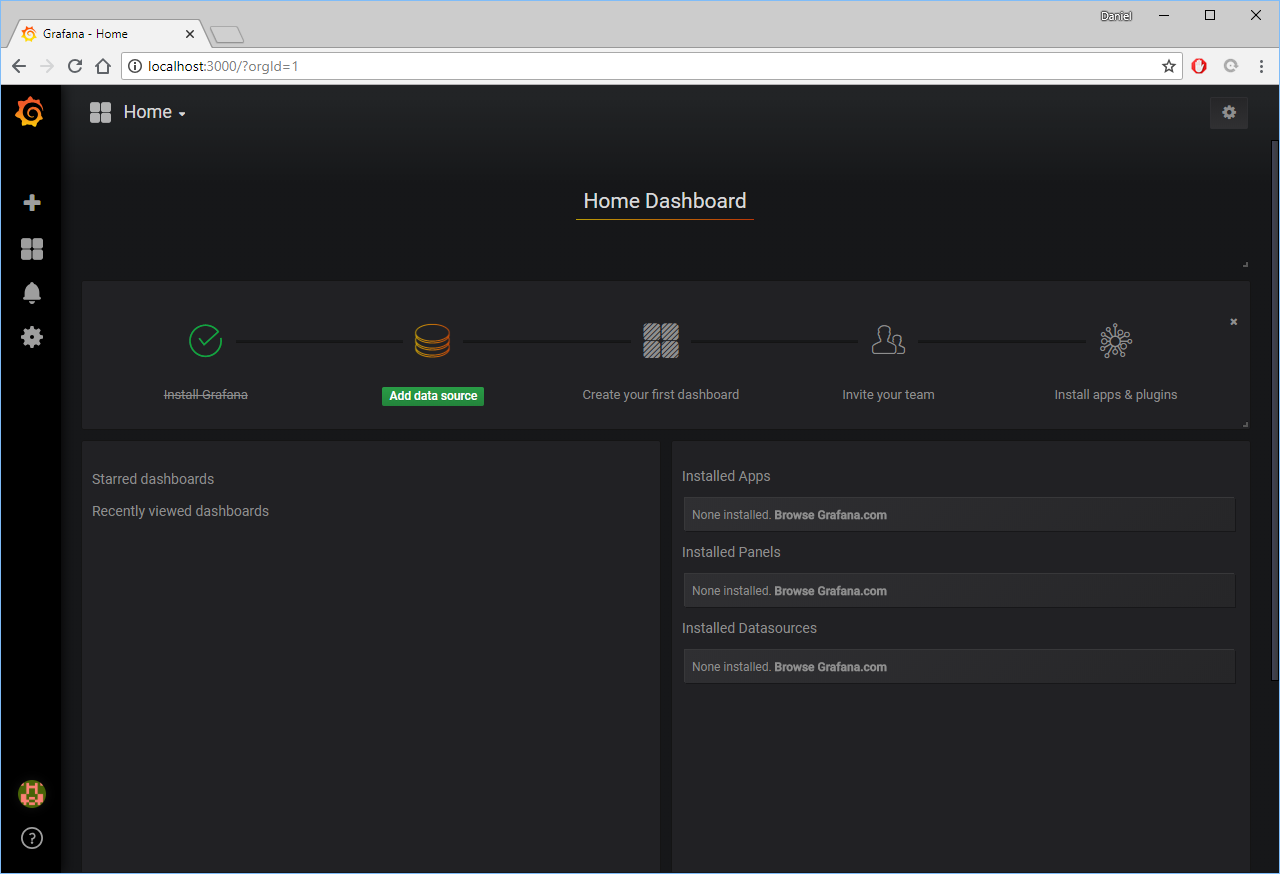 Daniel
Grafana - Home
localhost:3000/?orgId=1
Home
Home Dashboard
Install Grafana
Add data source
Create your first dashboard
Invite your team
Install apps & plugins
Starred dashboards
Recently viewed dashboards
Installed Apps
None installed. Browse Grafana.com
Installed Panels
None installed. Browse Grafana.com
Installed Datasources
None installed. Browse Grafana.com